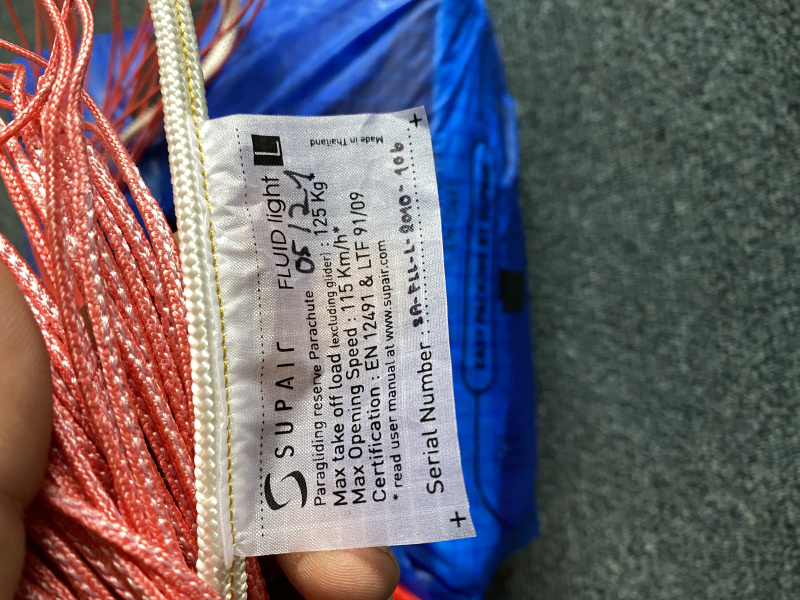 SUPAIR FLUID light L
Made in Thailand
Paragliding reserve Parachute 05/21
Max take off load (excluding glider) : 125 Kg*
Max Opening Speed : 115 Km/h*
Certification : EN 12491 & LTF 91/09
* read user manual at www.supair.com
Serial Number : SA-FLL-L-2010-106